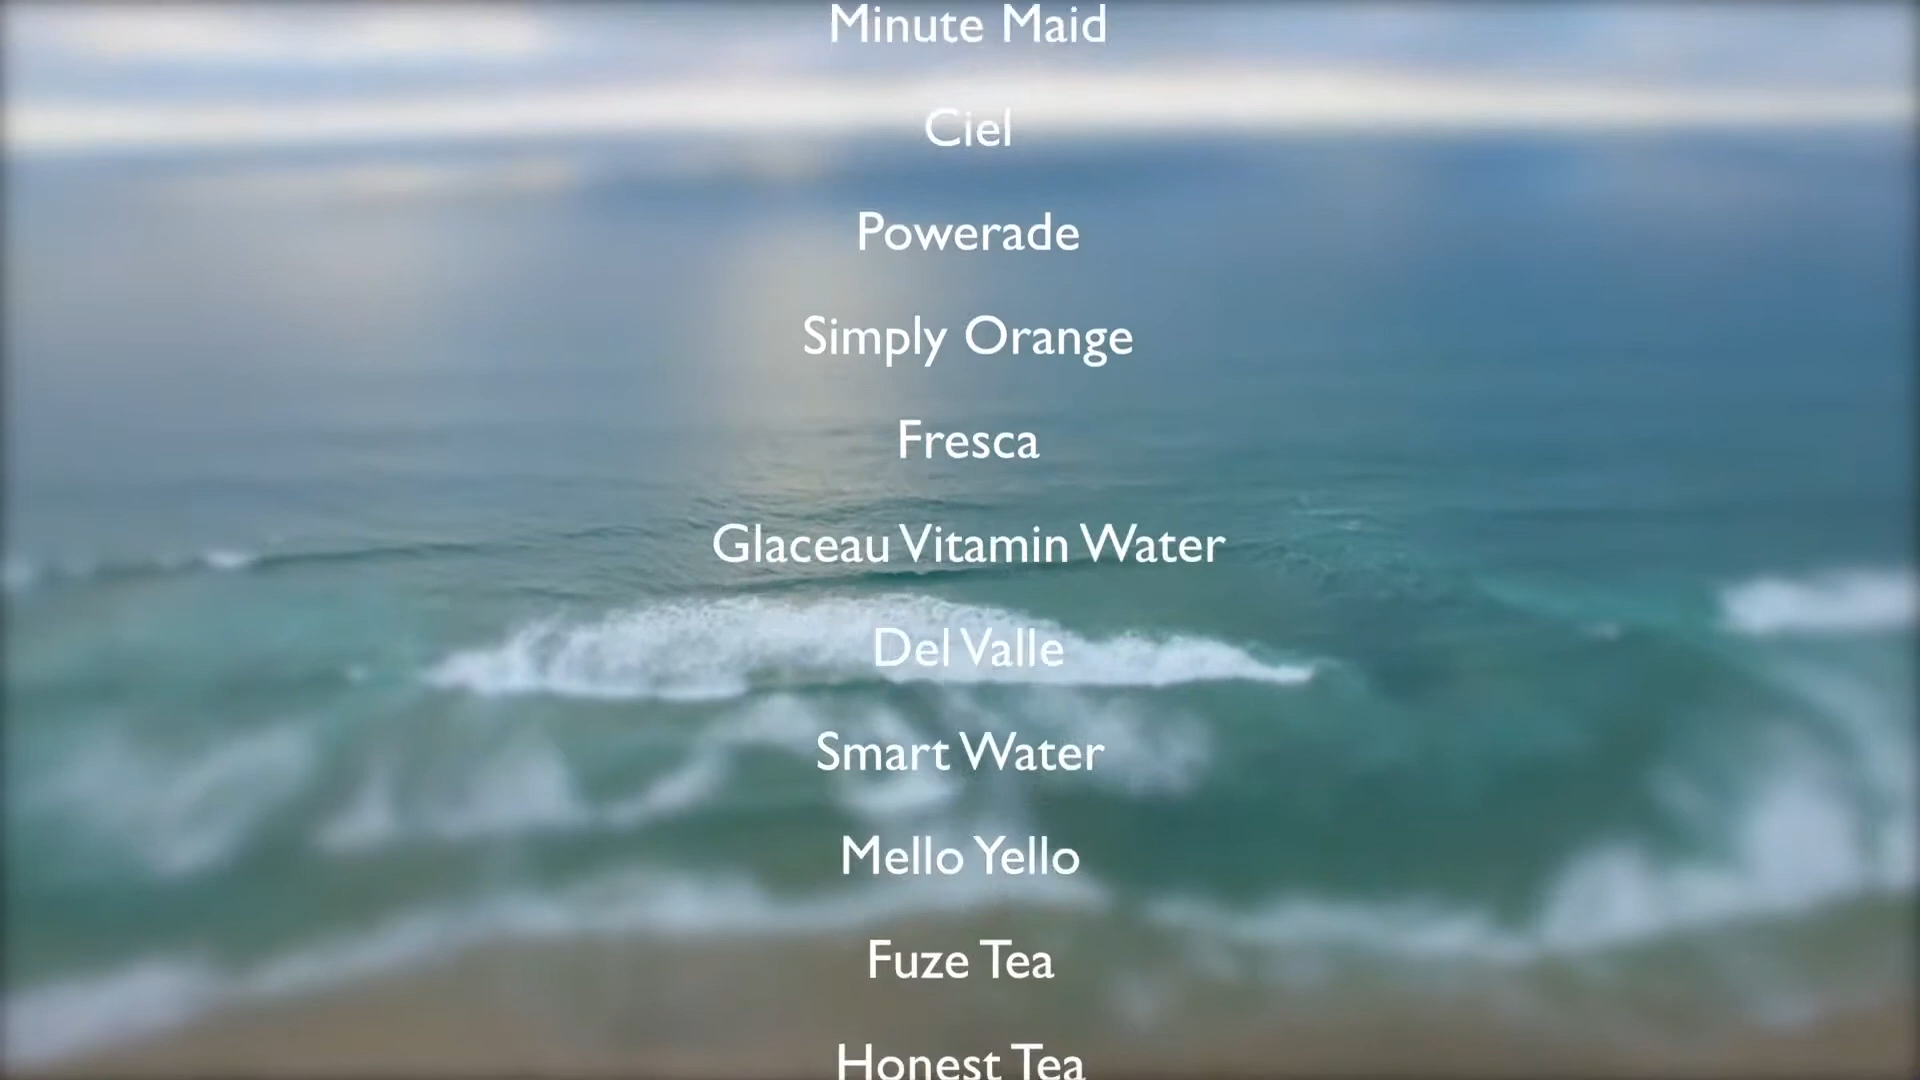 Minute Maid
Ciel
Powerade
Simply Orange
Fresca
Glaceau Vitamin Water
Del Valle
Smart Water
Mello Yello
Fuze Tea
Honest Tea